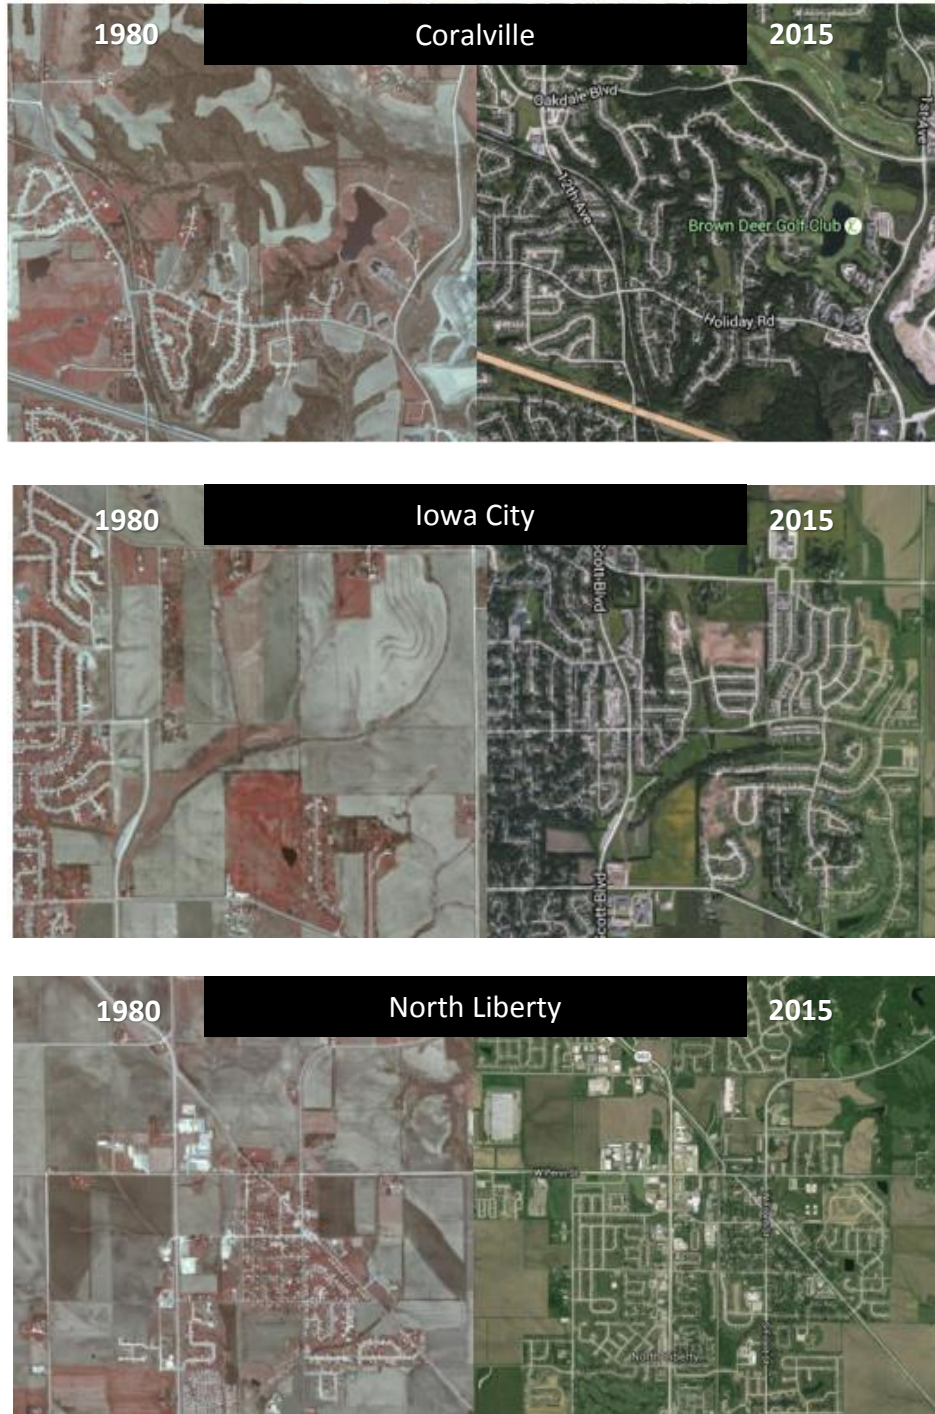 1980
Coralville
2015
Oakdale Blvd
1st Ave
12th Ave
Brown Deer Golf Club
Holiday Rd
1980
Iowa City
2015
Scott Blvd
Scott Blvd
1980
North Liberty
2015
W Penn St
North Liberty